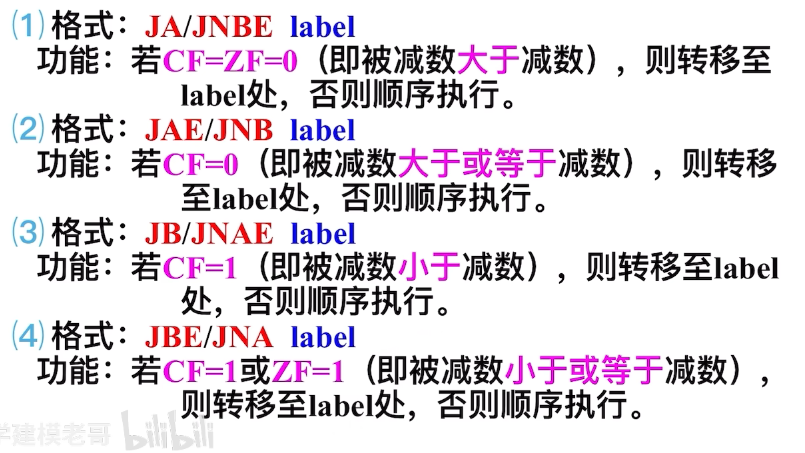 ⑴格式：JA/JNBE label
功能：若CF=ZF=0（即被减数大于减数），则转移至
label处，否则顺序执行。
⑵格式：JAE/JNB label
功能：若CF=0（即被减数大于或等于减数），则转移
至label处，否则顺序执行。
⑶格式：JB/JNAE label
功能：若CF=1（即被减数小于减数），则转移至label
处，否则顺序执行。
⑷格式：JBE/JNA label
功能：若CF=1或ZF=1（即被减数小于或等于减数），
则转移至label处，否则顺序执行。
学建模老哥 bilibili